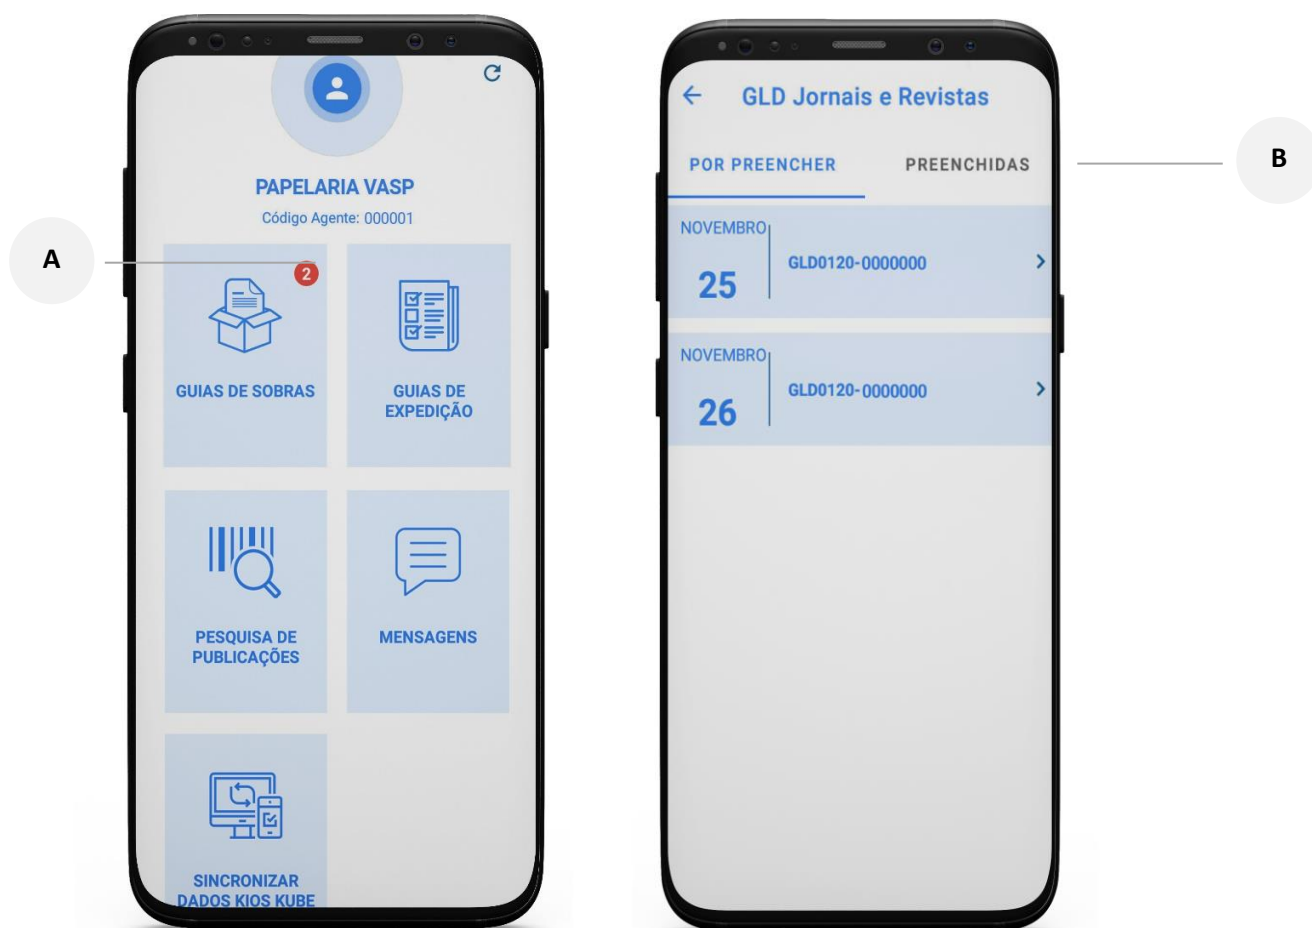 PAPELARIA VASP
Código Agente: 000001
A
2
GUIAS DE SOBRAS
GUIAS DE
EXPEDIÇÃO
PESQUISA DE
PUBLICAÇÕES
MENSAGENS
SINCRONIZAR
DADOS KIOS KUBE
GLD Jornais e Revistas
POR PREENCHER
PREENCHIDAS
B
NOVEMBRO
25
GLD0120-0000000
NOVEMBRO
26
GLD0120-0000000